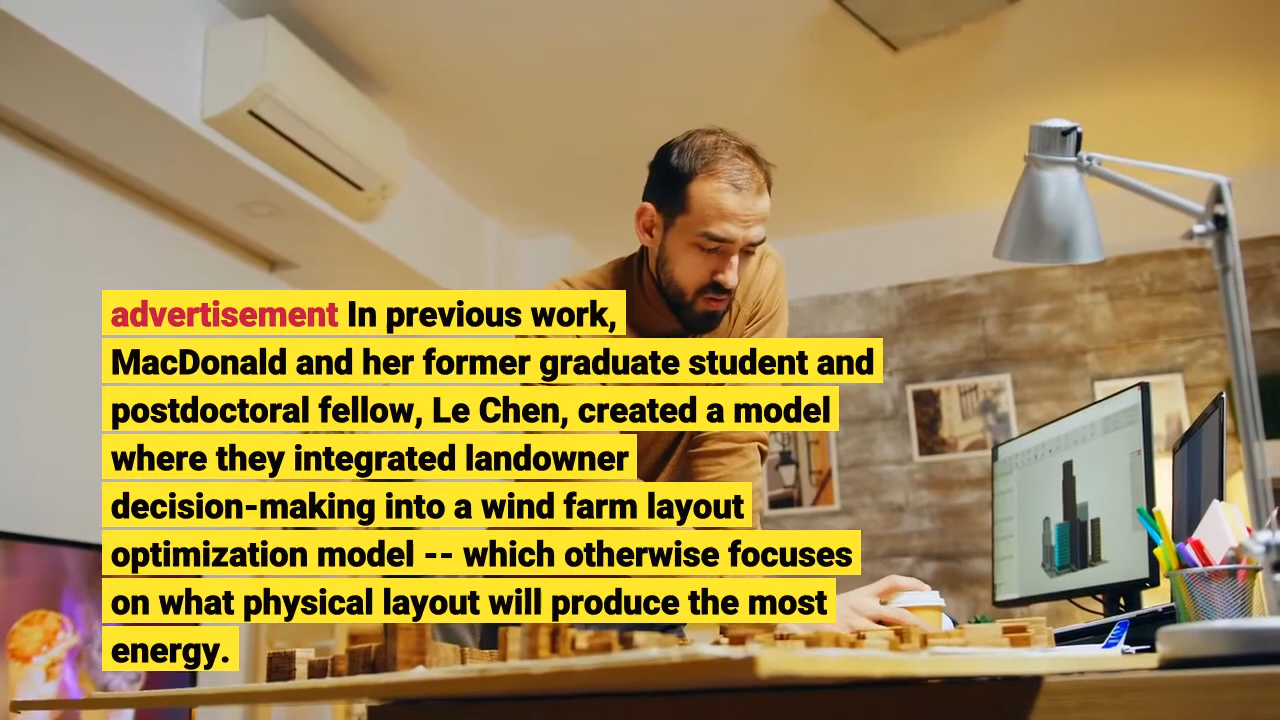 advertisement In previous work,
MacDonald and her former graduate student and
postdoctoral fellow, Le Chen, created a model
where they integrated landowner
decision-making into a wind farm layout
optimization model -- which otherwise focuses
on what physical layout will produce the most
energy.